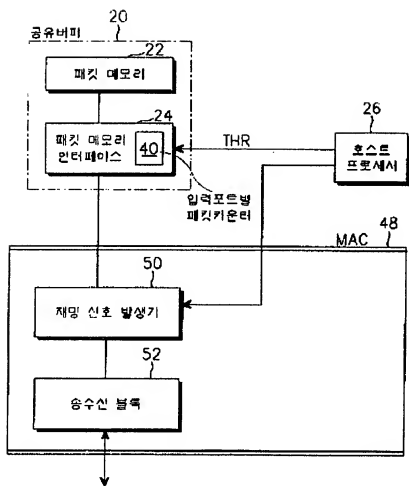 20
공유버퍼
22
패킷 메모리
24
패킷 메모리
인터페이스
40
THR
26
호스트
프로세서
입력포트별
패킷카운터
MAC
48
50
재밍 신호 발생기
52
송수신 블록